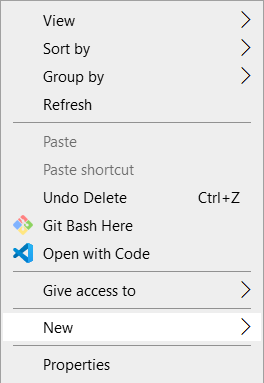 View
Sort by
Group by
Refresh
Paste
Paste shortcut
Undo Delete Ctrl+Z
Git Bash Here
Open with Code
Give access to
New
Properties